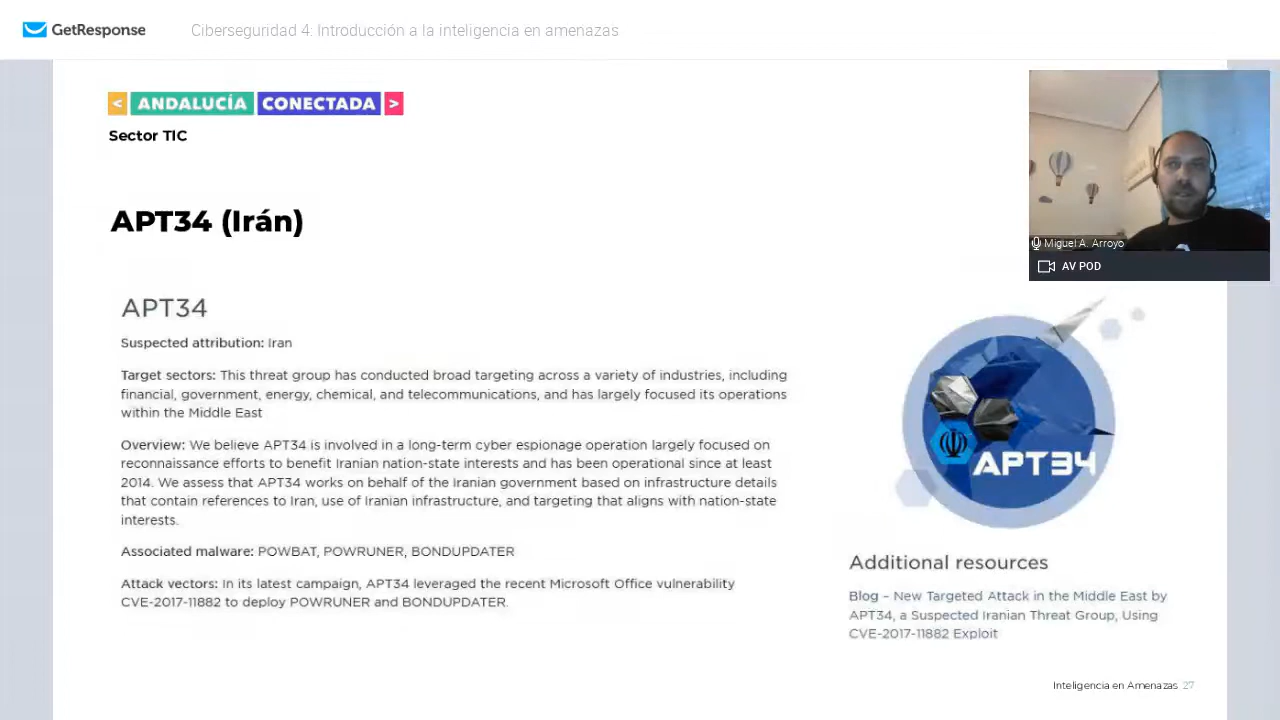 GetResponse
Ciberseguridad 4: Introducción a la inteligencia en amenazas
< ANDALUCÍA CONECTADA >
Sector TIC
Miguel A. Arroyo
AV POD
APT34 (Irán)
APT34
Suspected attribution: Iran
Target sectors: This threat group has conducted broad targeting across a variety of industries, including
financial, government, energy, chemical, and telecommunications, and has largely focused its operations
within the Middle East
Overview: We believe APT34 is involved in a long-term cyber espionage operation largely focused on
reconnaissance efforts to benefit Iranian nation-state interests and has been operational since at least
2014. We assess that APT34 works on behalf of the Iranian government based on infrastructure details
that contain references to Iran, use of Iranian infrastructure, and targeting that aligns with nation-state
interests.
Associated malware: POWBAT, POWRUNER, BONDUPDATER
Attack vectors: In its latest campaign, APT34 leveraged the recent Microsoft Office vulnerability
CVE-2017-11882 to deploy POWRUNER and BONDUPDATER.
APT34
Additional resources
Blog – New Targeted Attack in the Middle East by
APT34, a Suspected Iranian Threat Group, Using
CVE-2017-11882 Exploit
Inteligencia en Amenazas 27